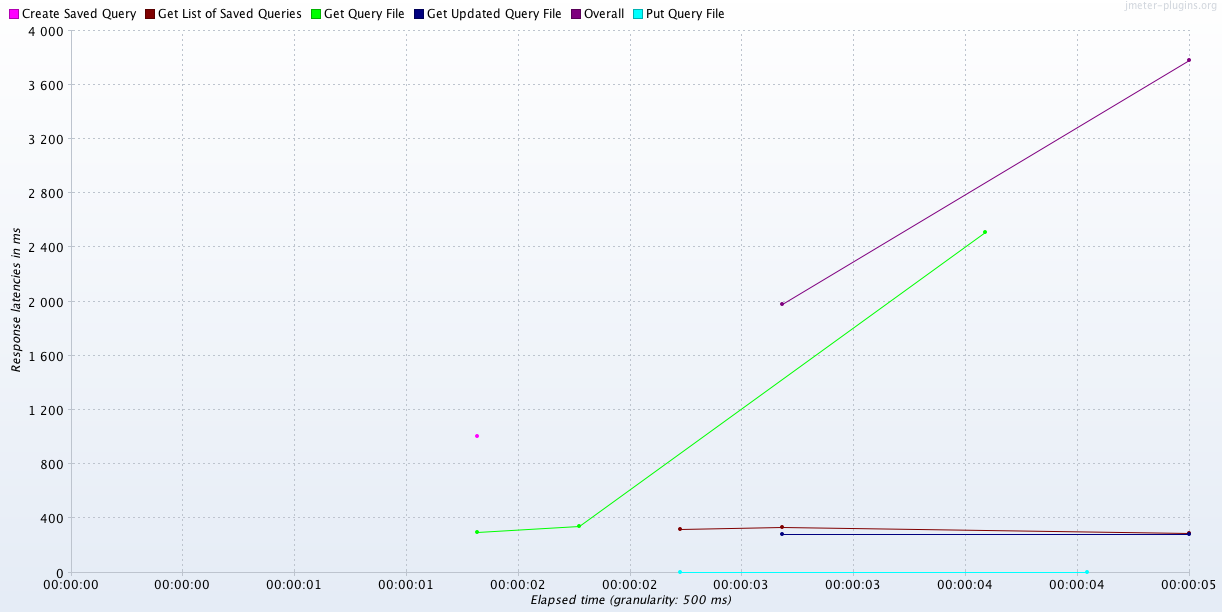 jmeter-plugins.org
Create Saved Query Get List of Saved Queries Get Query File Get Updated Query File Overall Put Query File
4 000
3 600
3 200
2 800
2 400
2 000
1 600
1 200
800
400
0
Response latencies in ms
00:00:00 00:00:00 00:00:01 00:00:01 00:00:02 00:00:02 00:00:03 00:00:03 00:00:04 00:00:04 00:00:05
Elapsed time (granularity: 500 ms)